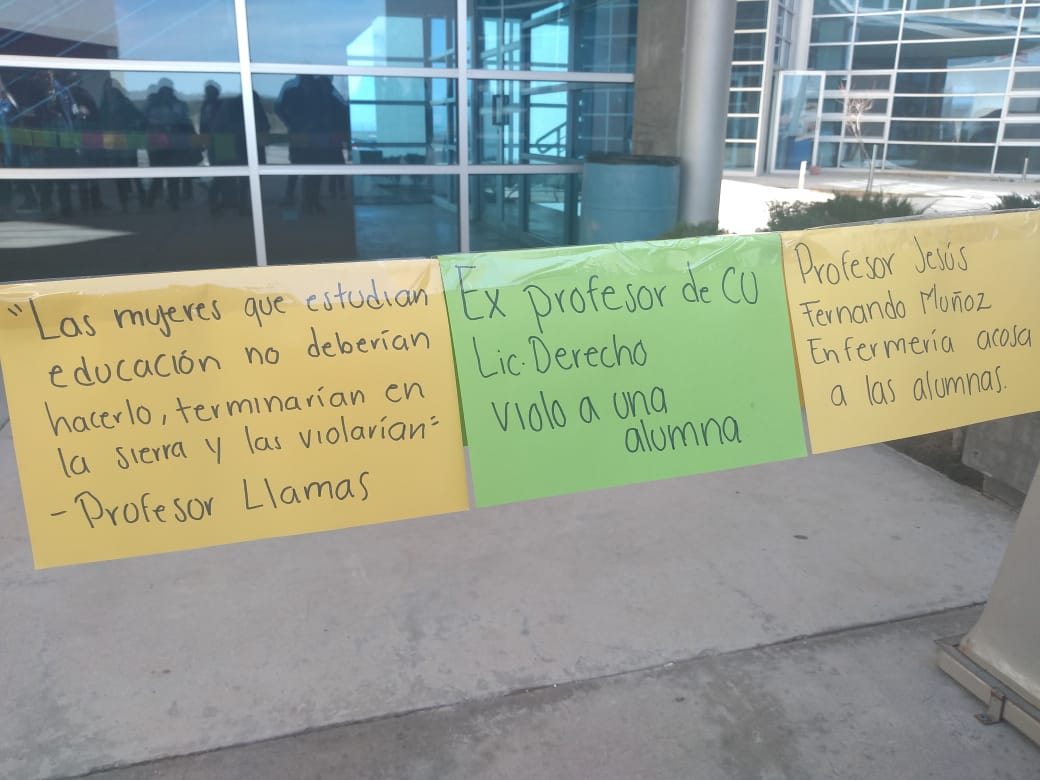 "Las mujeres que estudian
educación no deberían
hacerlo, terminarían en
la sierra y las violarían"
- Profesor Llamas
Ex profesor de CU
Lic. Derecho
violo a una
alumna
Profesor Jesús
Fernando Muñoz
Enfermería acosa
a las alumnas.